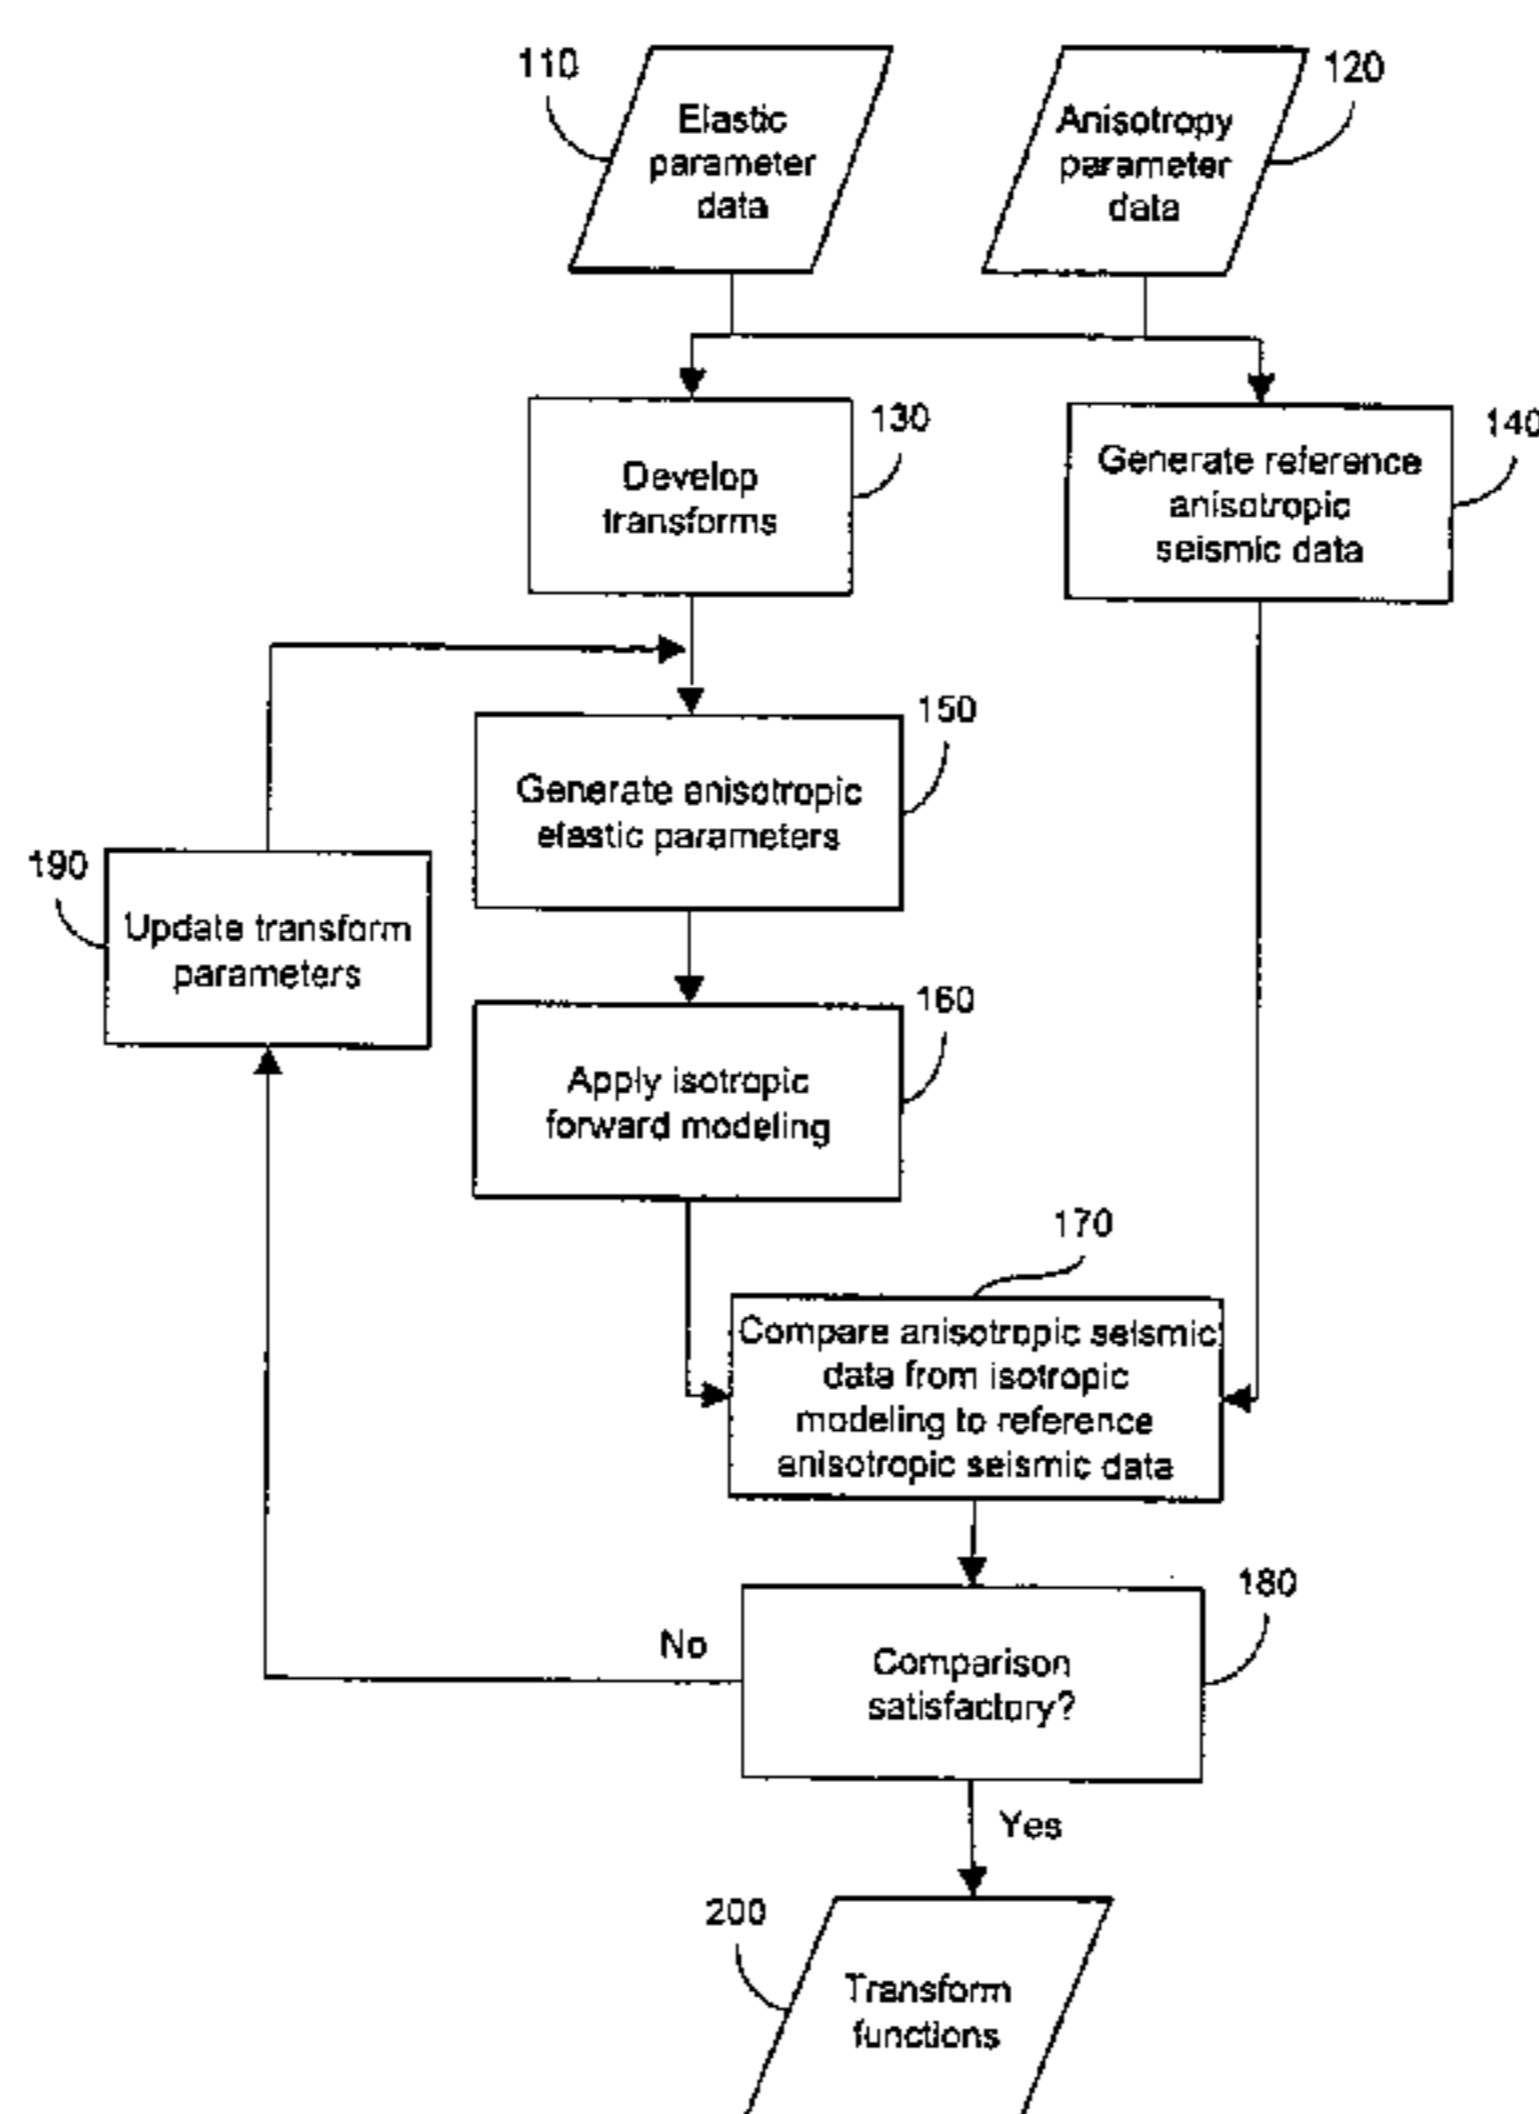 110
Elastic
parameter
data
120
Anisotropy
parameter
data
130
Develop
transforms
140
Generate reference
anisotropic
seismic data
150
Generate anisotropic
elastic parameters
190
Update transform
parameters
160
Apply isotropic
forward modeling
170
Compare anisotropic seismic
data from isotropic
modeling to reference
anisotropic seismic data
180
No
Comparison
satisfactory?
Yes
200
Transform
functions